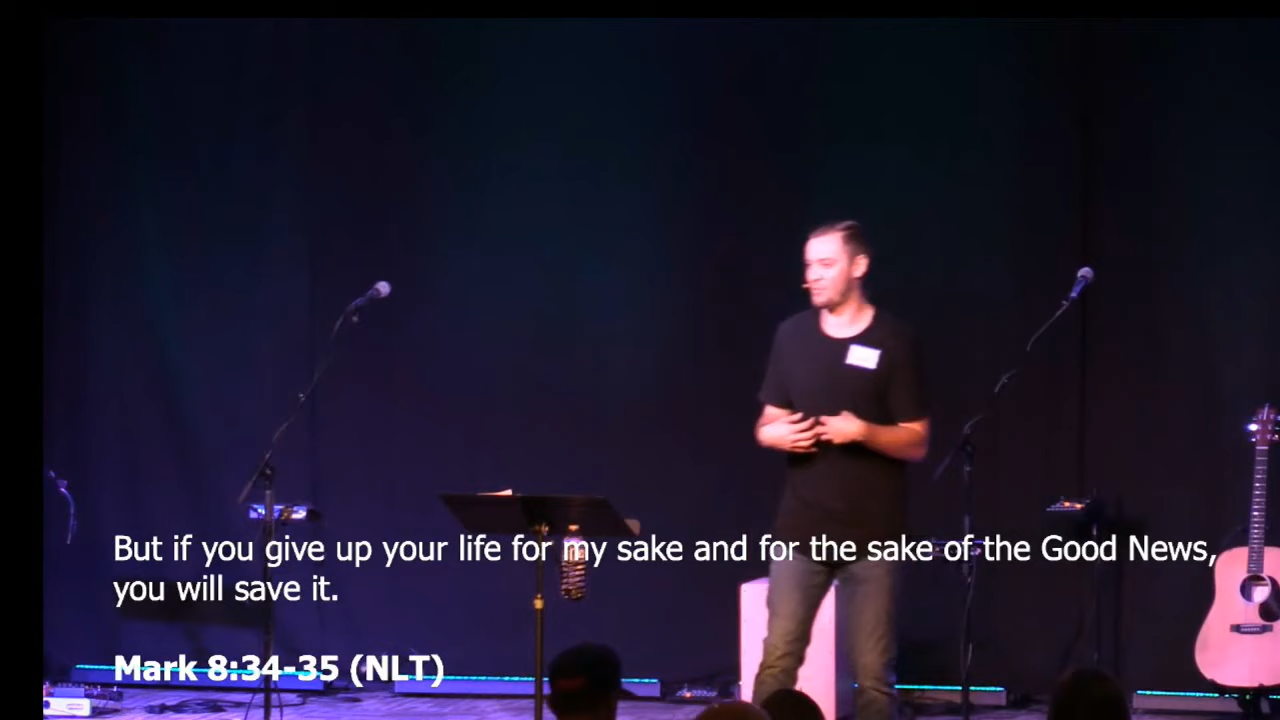 But if you give up your life for my sake and for the sake of the Good News,
you will save it.
Mark 8:34-35 (NLT)